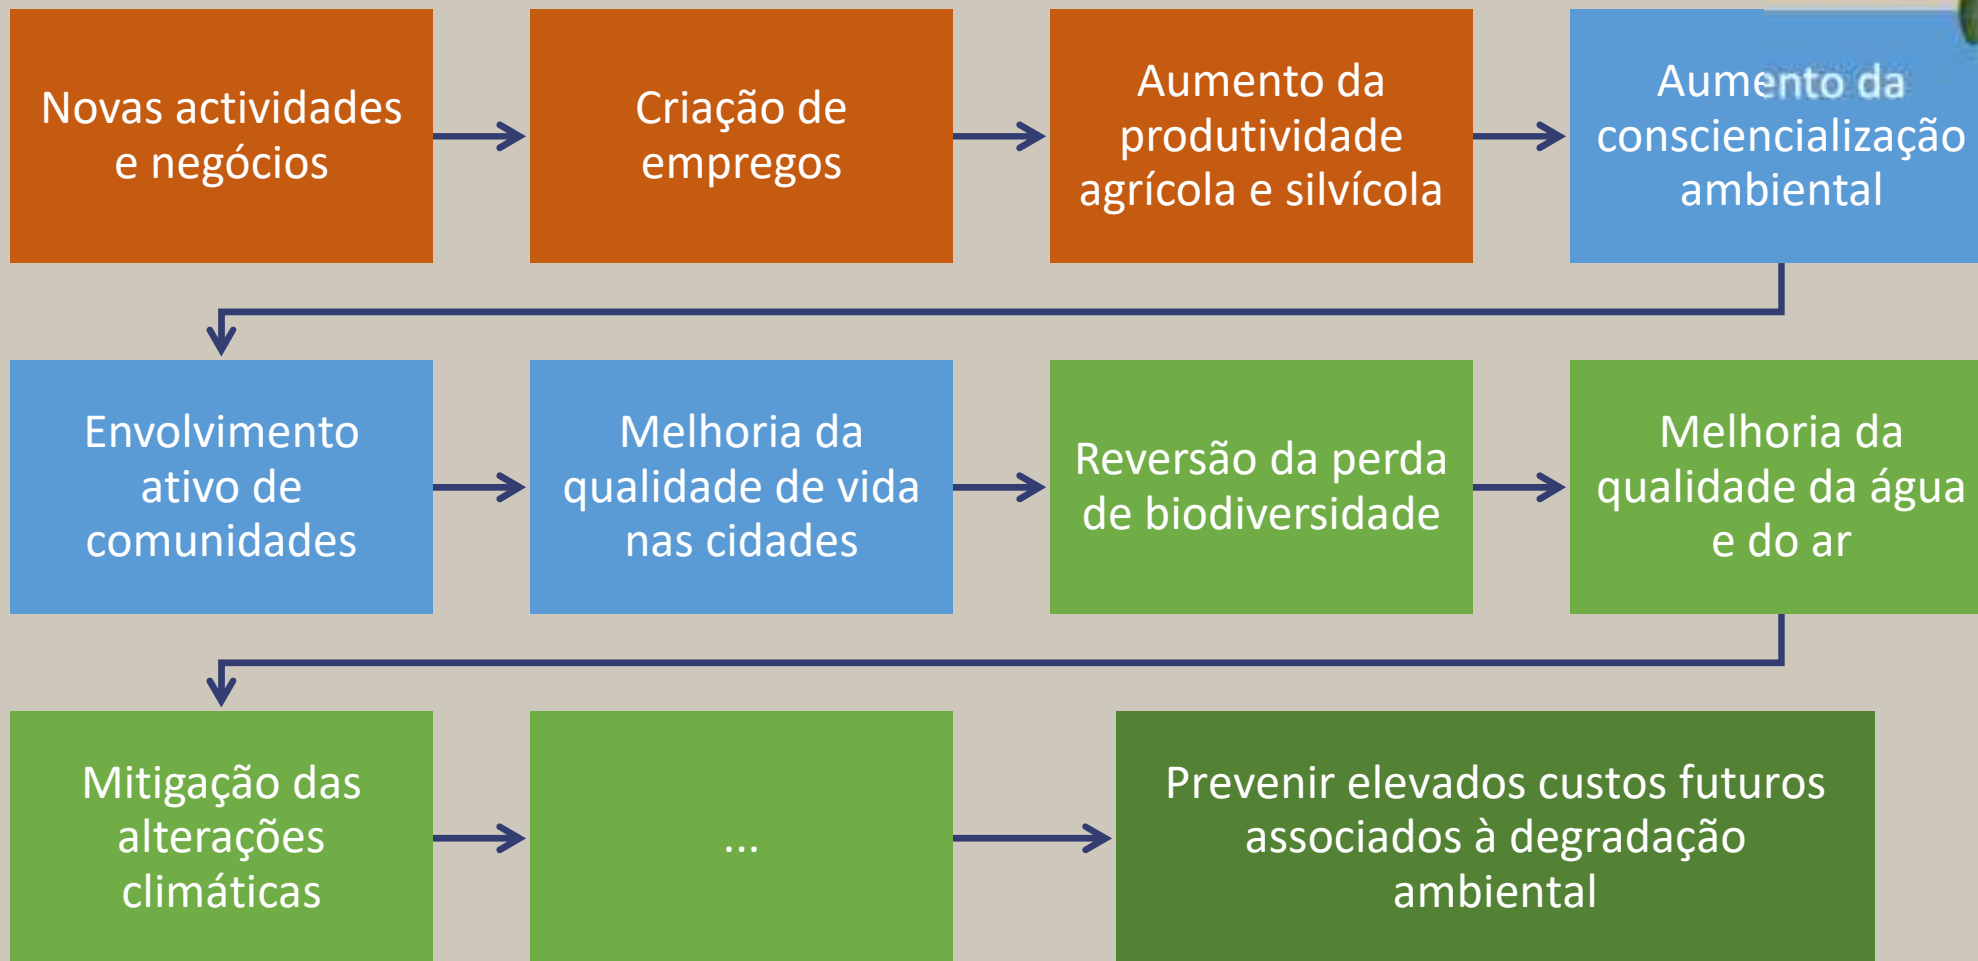 Novas actividades
e negócios
Criação de
empregos
Aumento da
produtividade
agrícola e silvícola
Aumento da
consciencialização
ambiental
Envolvimento
ativo de
comunidades
Melhoria da
qualidade de vida
nas cidades
Reversão da perda
de biodiversidade
Melhoria da
qualidade da água
e do ar
Mitigação das
alterações
climáticas
...
Prevenir elevados custos futuros
associados à degradação
ambiental